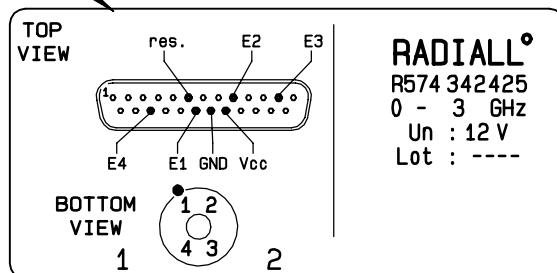 TOP
VIEW
res.
E2
E3
1
E4
E1
GND
Vcc
BOTTOM
VIEW
1 2
4 3
1
2
RADIALL°
R574 342425
0 - 3 GHz
Un : 12 V
Lot : ----